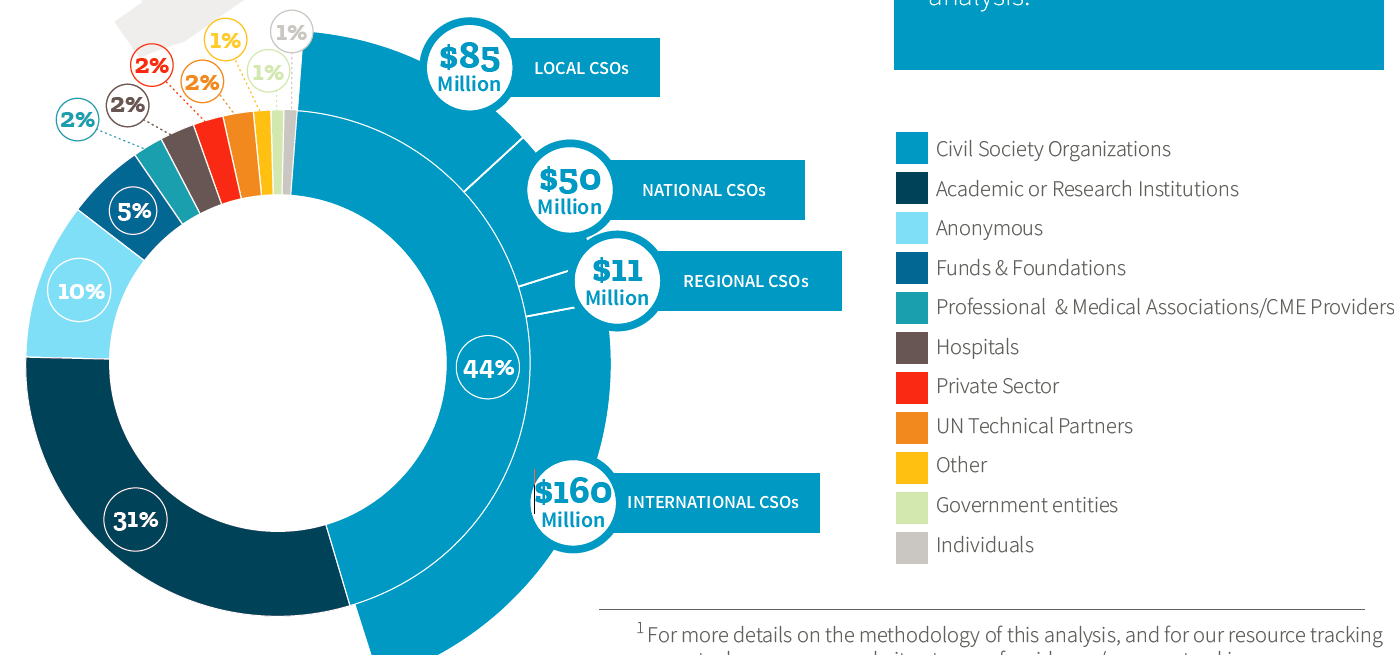 analysis.
1%
1%
2%
1%
2%
2%
2%
5%
10%
44%
31%
$85
Million
LOCAL CSOs
$50
Million
NATIONAL CSOs
$11
Million
REGIONAL CSOs
$160
Million
INTERNATIONAL CSOs
Civil Society Organizations
Academic or Research Institutions
Anonymous
Funds & Foundations
Professional & Medical Associations/CME Providers
Hospitals
Private Sector
UN Technical Partners
Other
Government entities
Individuals
1 For more details on the methodology of this analysis, and for our resource tracking